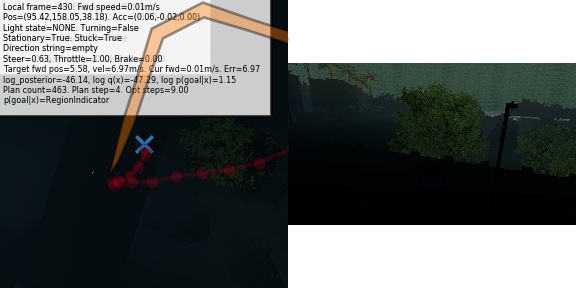 Local frame=430. Fwd speed=0.01m/s
Pos=(95.42,158.05,38.18). Acc=(0.06,-0.02,0.00)
Light state=NONE. Turning=False
Stationary=True. Stuck=True
Direction string=empty
Steer=0.63, Throttle=1.00, Brake=0.00
Target fwd pos=5.58, vel=6.97m/s. Cur fwd=0.01m/s. Err=6.97
log_posterior=-46.14, log q(x)=-47.29, log p(goal|x)=1.15
Plan count=463. Plan step=4. Opt steps=9.00
p(goal|x)=RegionIndicator